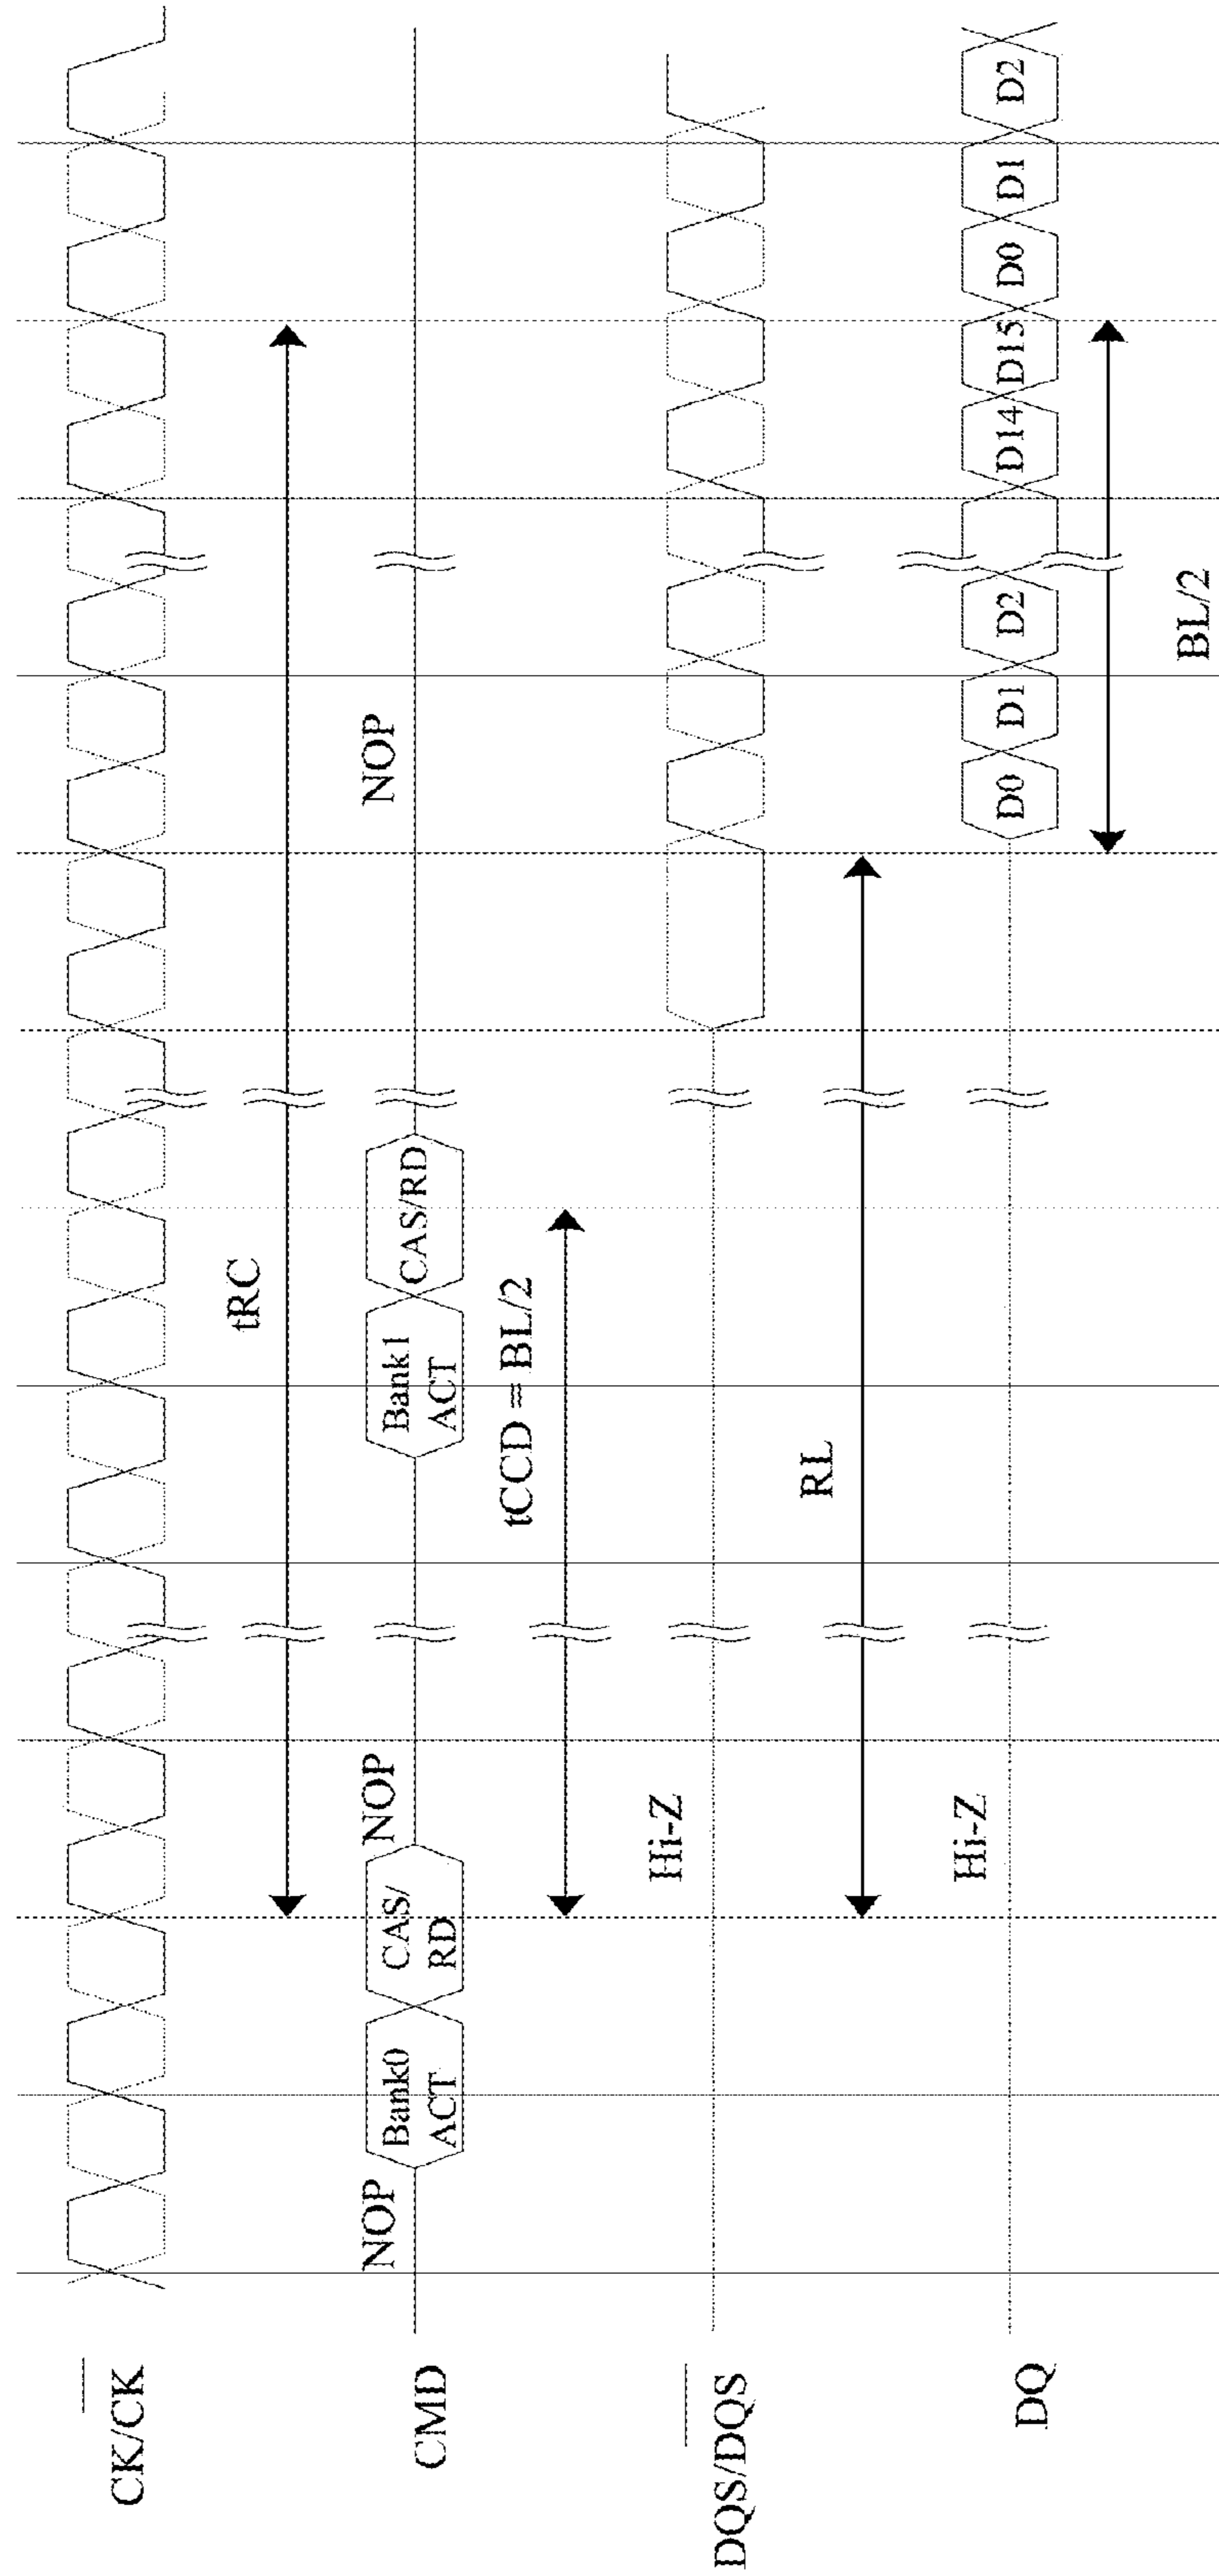 CK/CK
tRC
CMD
NOP
Bank0
ACT
CAS/
RD
NOP
Bank1
ACT
CAS/RD
NOP
tCCD = BL/2
DQS/DQS
Hi-Z
RL
DQ
Hi-Z
D0
D1
D2
D14
D15
D0
D1
D2
BL/2